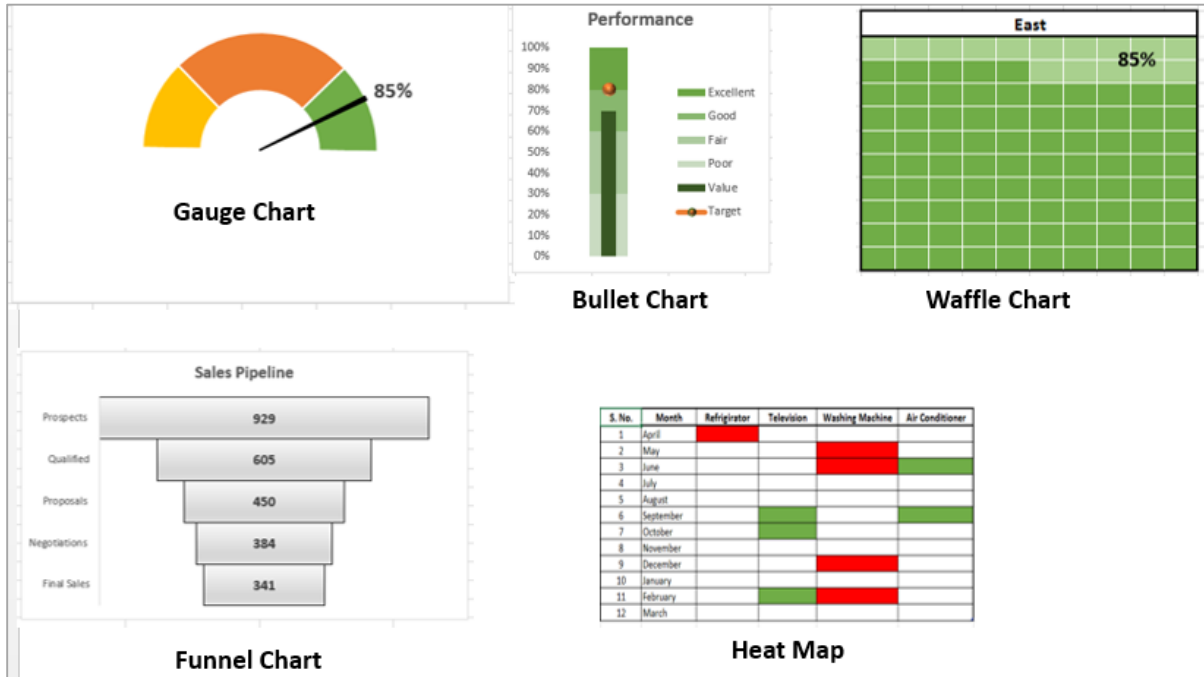 85%
Gauge Chart
Performance
100%
90%
80%
70%
60%
50%
40%
30%
20%
10%
0%
Excellent
Good
Fair
Poor
Value
Target
Bullet Chart
East
85%
Waffle Chart
Sales Pipeline
Prospects 929
Qualified 605
Proposals 450
Negotiations 384
Final Sales 341
Funnel Chart
S. No. Month Refrigirator Television Washing Machine Air Conditioner
1 April
2 May
3 June
4 July
5 August
6 September
7 October
8 November
9 December
10 January
11 February
12 March
Heat Map